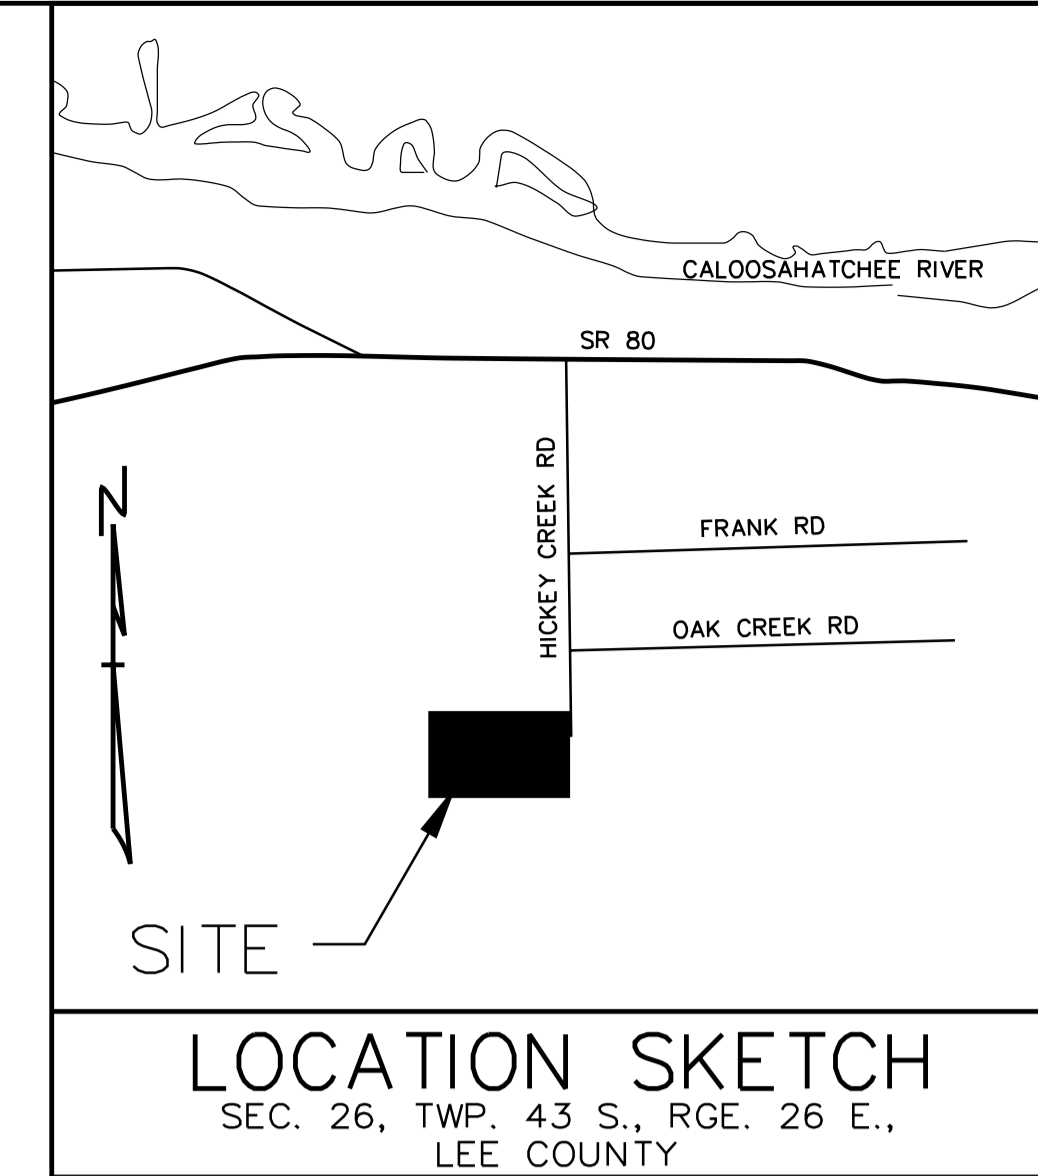 CALOOSAHATCHEE RIVER
SR 80
HICKEY CREEK RD
FRANK RD
OAK CREEK RD
N
SITE
LOCATION SKETCH
SEC. 26, TWP. 43 S., RGE. 26 E.,
LEE COUNTY